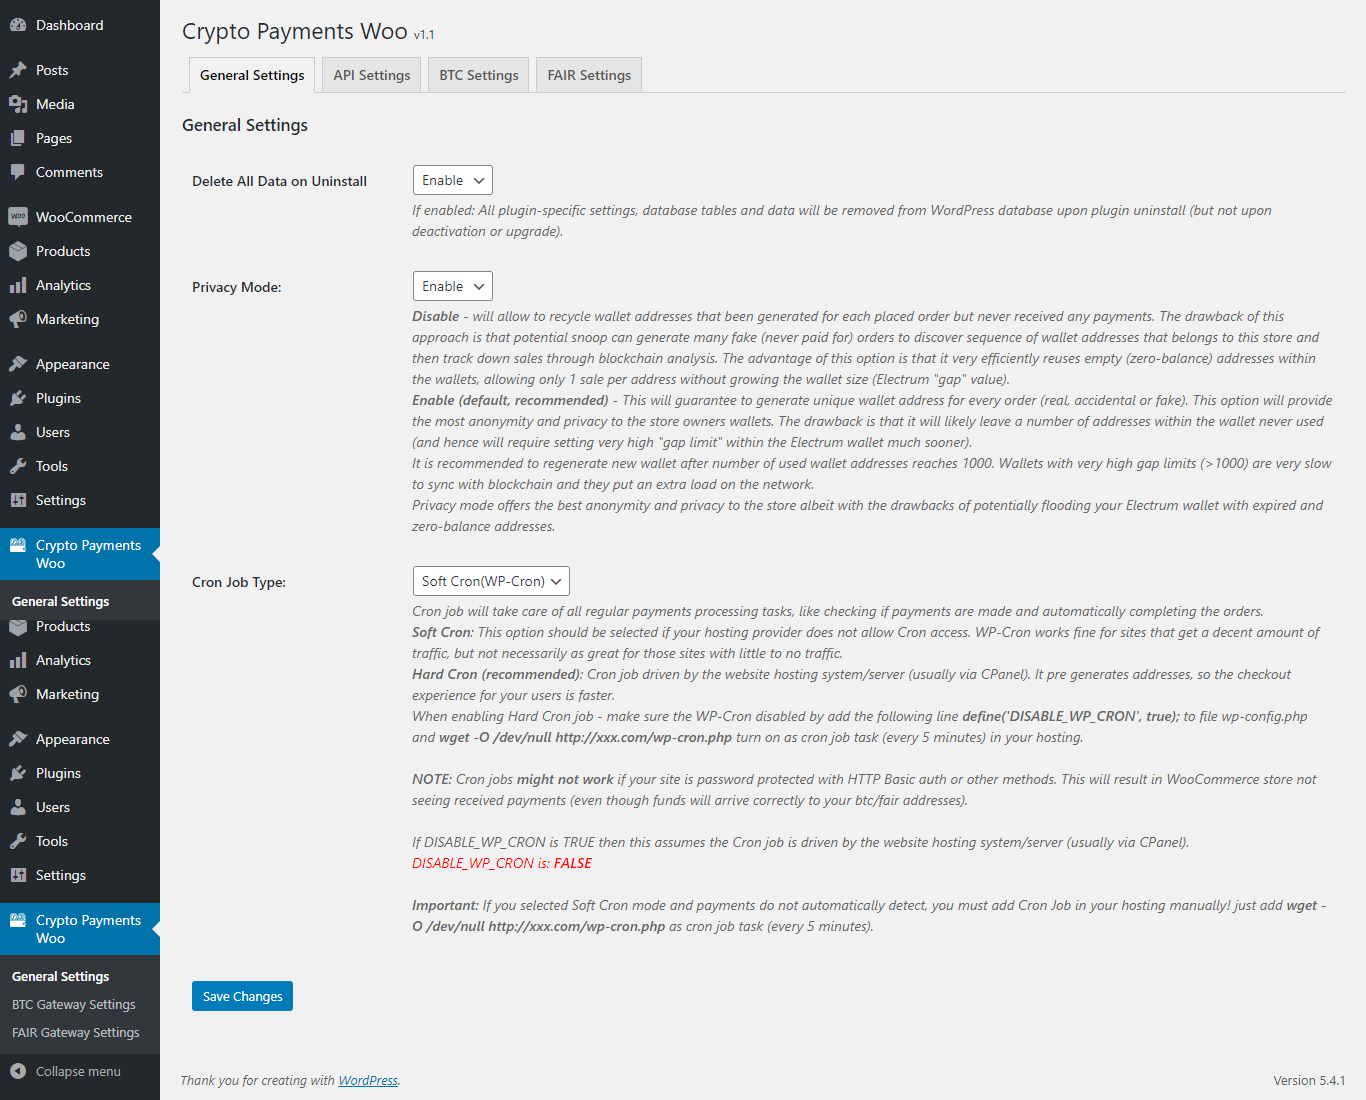 Dashboard
Posts
Media
Pages
Comments
woo WooCommerce
Products
Analytics
Marketing
Appearance
Plugins
Users
Tools
Settings
Crypto Payments
Woo
General Settings
Products
Analytics
Marketing
Appearance
Plugins
Users
Tools
Settings
Crypto Payments
Woo
General Settings
BTC Gateway Settings
FAIR Gateway Settings
Collapse menu
Crypto Payments Woo v1.1
General Settings API Settings BTC Settings FAIR Settings
General Settings
Delete All Data on Uninstall Enable
If enabled: All plugin-specific settings, database tables and data will be removed from WordPress database upon plugin uninstall (but not upon
deactivation or upgrade).
Privacy Mode: Enable
Disable - will allow to recycle wallet addresses that been generated for each placed order but never received any payments. The drawback of this
approach is that potential snoop can generate many fake (never paid for) orders to discover sequence of wallet addresses that belongs to this store and
then track down sales through blockchain analysis. The advantage of this option is that it very efficiently reuses empty (zero-balance) addresses within
the wallets, allowing only 1 sale per address without growing the wallet size (Electrum "gap" value).
Enable (default, recommended) - This will guarantee to generate unique wallet address for every order (real, accidental or fake). This option will provide
the most anonymity and privacy to the store owners wallets. The drawback is that it will likely leave a number of addresses within the wallet never used
(and hence will require setting very high "gap limit" within the Electrum wallet much sooner).
It is recommended to regenerate new wallet after number of used wallet addresses reaches 1000. Wallets with very high gap limits (>1000) are very slow
to sync with blockchain and they put an extra load on the network.
Privacy mode offers the best anonymity and privacy to the store albeit with the drawbacks of potentially flooding your Electrum wallet with expired and
zero-balance addresses.
Cron Job Type: Soft Cron(WP-Cron)
Cron job will take care of all regular payments processing tasks, like checking if payments are made and automatically completing the orders.
Soft Cron: This option should be selected if your hosting provider does not allow Cron access. WP-Cron works fine for sites that get a decent amount of
traffic, but not necessarily as great for those sites with little to no traffic.
Hard Cron (recommended): Cron job driven by the website hosting system/server (usually via CPanel). It pre generates addresses, so the checkout
experience for your users is faster.
When enabling Hard Cron job - make sure the WP-Cron disabled by add the following line define('DISABLE_WP_CRON', true); to file wp-config.php
and wget -O /dev/null http://xxx.com/wp-cron.php turn on as cron job task (every 5 minutes) in your hosting.
NOTE: Cron jobs might not work if your site is password protected with HTTP Basic auth or other methods. This will result in WooCommerce store not
seeing received payments (even though funds will arrive correctly to your btc/fair addresses).
If DISABLE_WP_CRON is TRUE then this assumes the Cron job is driven by the website hosting system/server (usually via CPanel).
DISABLE_WP_CRON is: FALSE
Important: If you selected Soft Cron mode and payments do not automatically detect, you must add Cron Job in your hosting manually! just add wget -
O /dev/null http://xxx.com/wp-cron.php as cron job task (every 5 minutes).
Save Changes
Thank you for creating with WordPress. Version 5.4.1